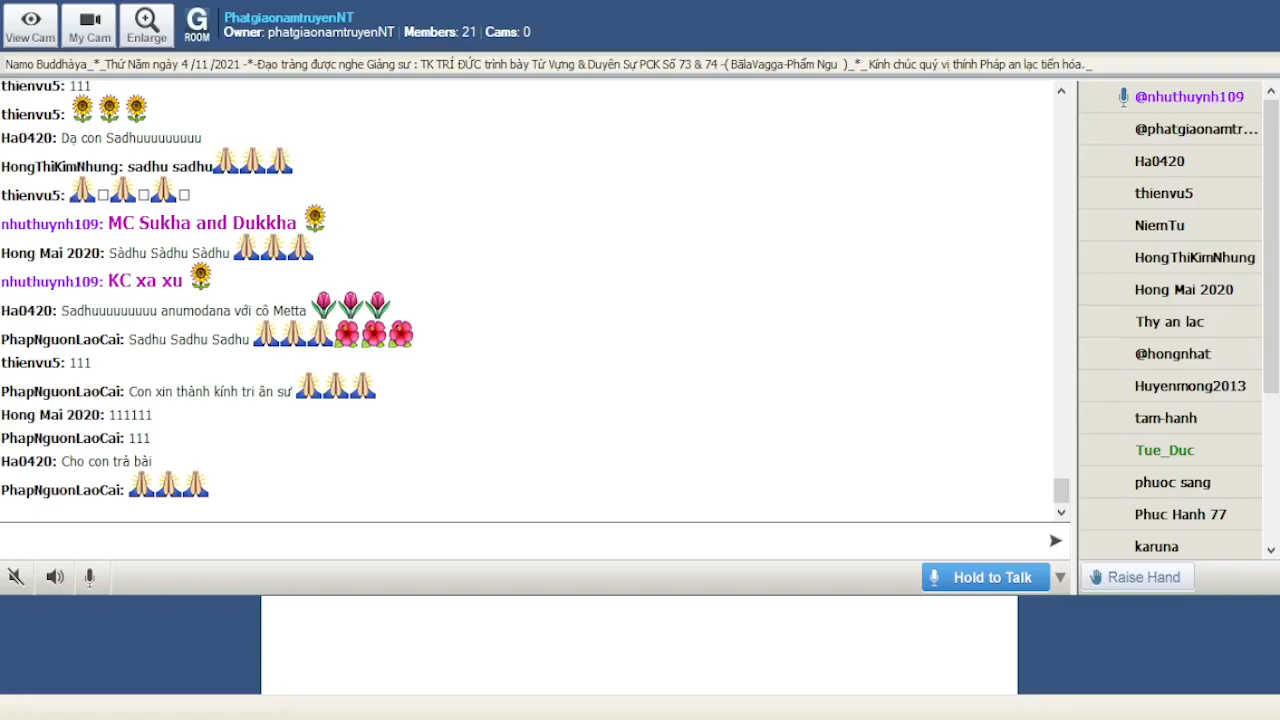 View Cam
My Cam
Enlarge
G
ROOM
PhatgiaonamtruyenNT
Owner: phatgiaonamtruyenNT | Members: 21 | Cams: 0
Namo Buddhàya_*_Thứ Năm ngày 4 /11 /2021 -*-Đạo tràng được nghe Giảng sư : TK TRÍ ĐỨC trình bày Từ Vựng & Duyên Sự PCK Số 73 & 74 -( BãlaVagga-Phẩm Ngu )_*_ Kính chúc quý vị thính Pháp an lạc tiến hóa._
thienvu5: 111
thienvu5:
Ha0420: Dạ con Sadhuuuuuuuuu
HongThiKimNhung: sadhu sadhu
thienvu5:
nhuthuynh109: MC Sukha and Dukkha
Hong Mai 2020: Sàdhu Sàdhu Sàdhu
nhuthuynh109: KC xa xu
Ha0420: Sadhuuuuuuuuu anumodana với cô Metta
PhapNguonLaoCai: Sadhu Sadhu Sadhu
thienvu5: 111
PhapNguonLaoCai: Con xin thành kính tri ân sư
Hong Mai 2020: 111111
PhapNguonLaoCai: 111
Ha0420: Cho con trả bài
PhapNguonLaoCai:
@nhuthuynh109
@phatgiaonamtr...
Ha0420
thienvu5
NiemTu
HongThiKimNhung
Hong Mai 2020
Thy an lac
@hongnhat
Huyenmong2013
tam-hanh
Tue_Duc
phuoc sang
Phuc Hanh 77
karuna
Hold to Talk
Raise Hand